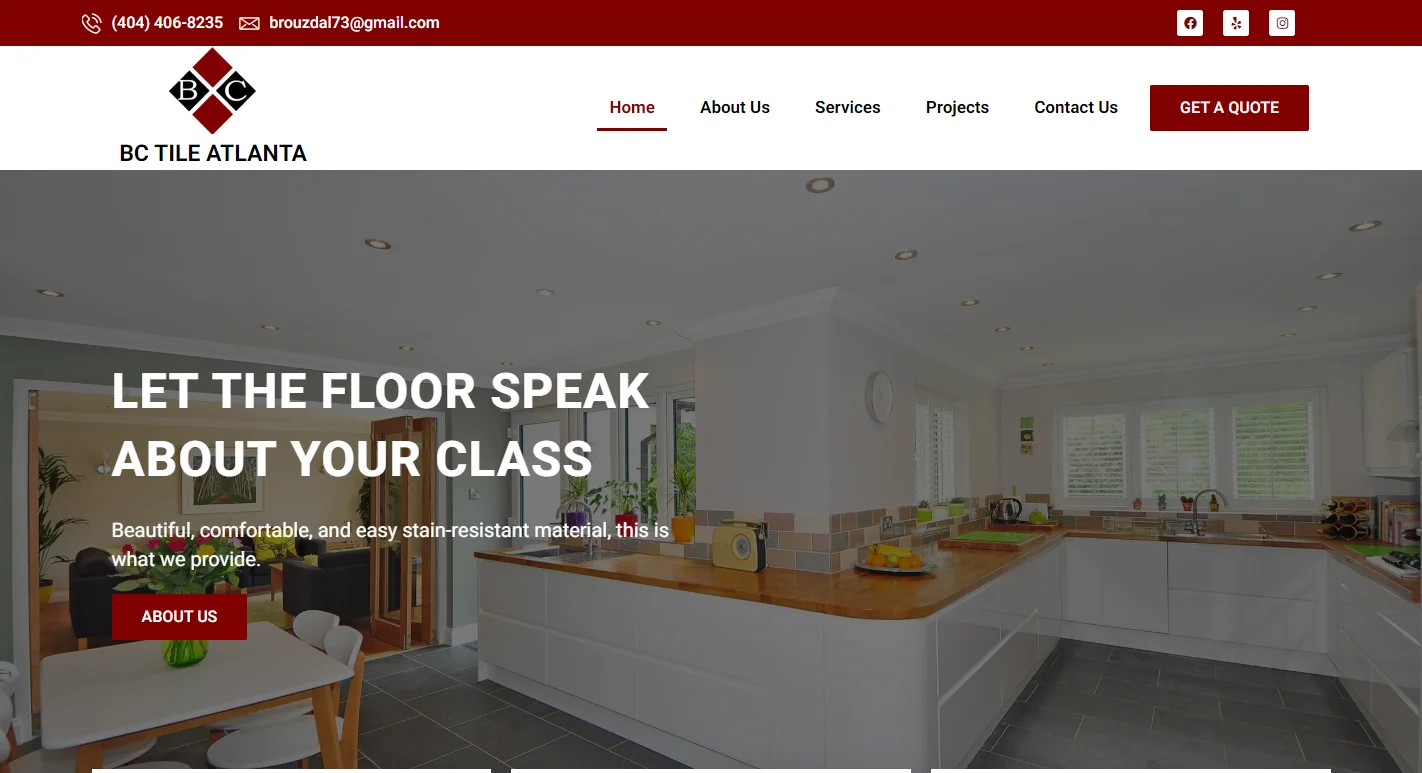 (404) 406-8235 brouzdal73@gmail.com
B C
BC TILE ATLANTA
Home About Us Services Projects Contact Us GET A QUOTE
LET THE FLOOR SPEAK
ABOUT YOUR CLASS
Beautiful, comfortable, and easy stain-resistant material, this is
what we provide.
ABOUT US